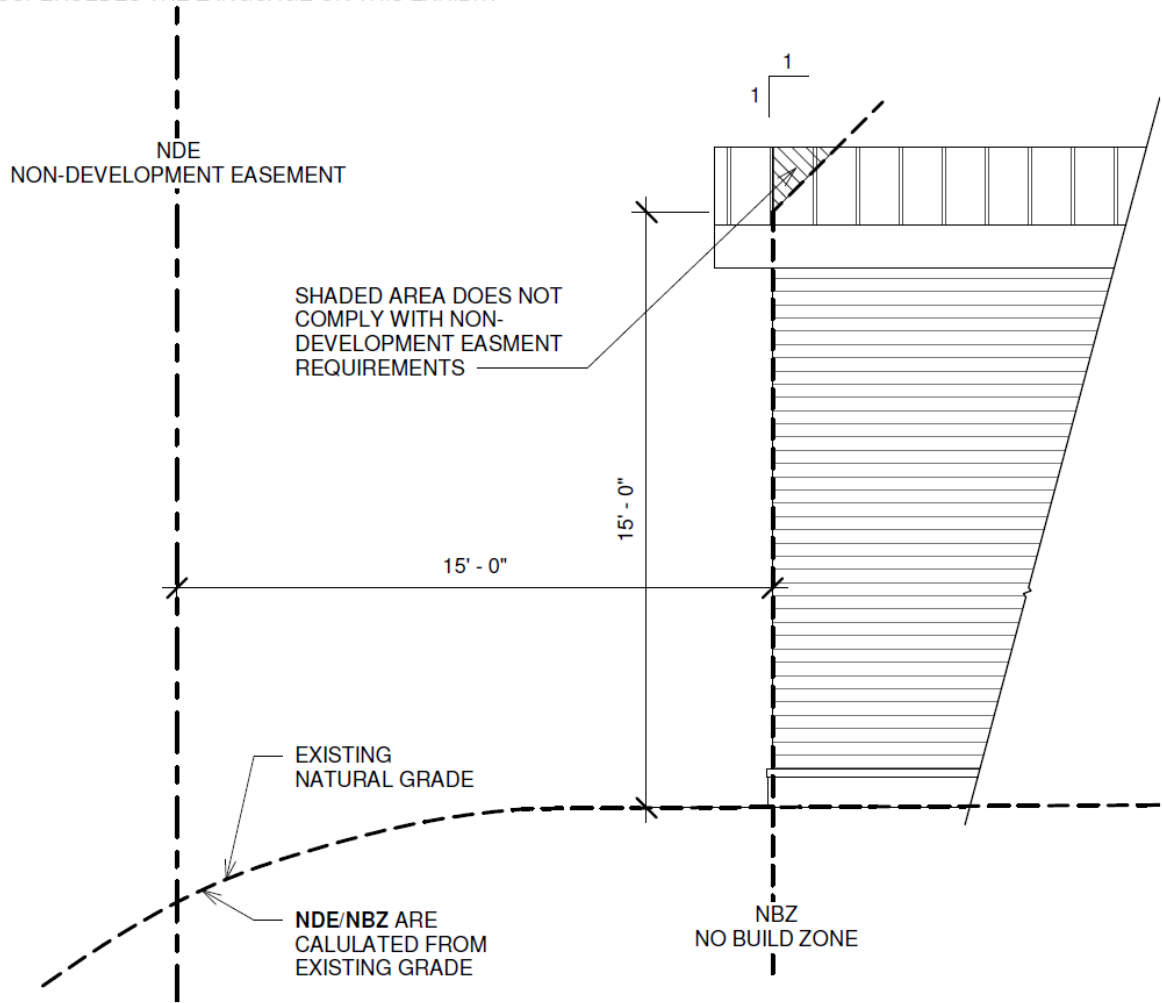 1
1
NDE
NON-DEVELOPMENT EASEMENT
SHADED AREA DOES NOT
COMPLY WITH NON-
DEVELOPMENT EASMENT
REQUIREMENTS
15' - 0"
15' - 0"
EXISTING
NATURAL GRADE
NDE/NBZ ARE
CALULATED FROM
EXISTING GRADE
NBZ
NO BUILD ZONE